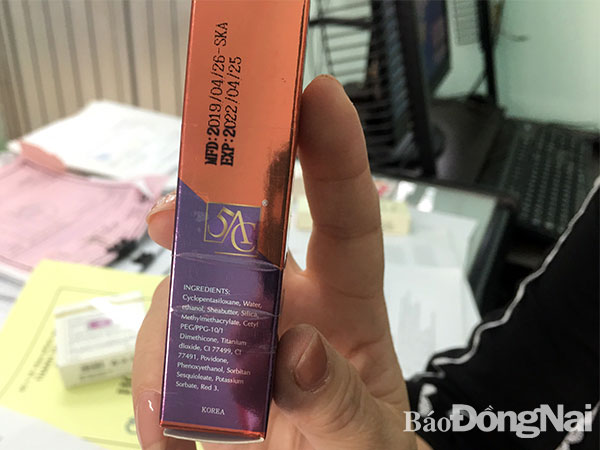 MFD:2019/04/26-SKA
EXP:2022/04/25
5AC
®
INGREDIENTS:
Cyclopentasiloxane, Water,
ethanol, Sheabutter, Silica,
Methylmethacrylate, Cetyl
PEG/PPG-10/1
Dimethicone, Titanium
dioxide, CI 77499, CI
77491, Povidone,
Phenoxyethanol, Sorbitan
Sesquioleate, Potassium
Sorbate, Red 3.
KOREA
BáoĐồngNai